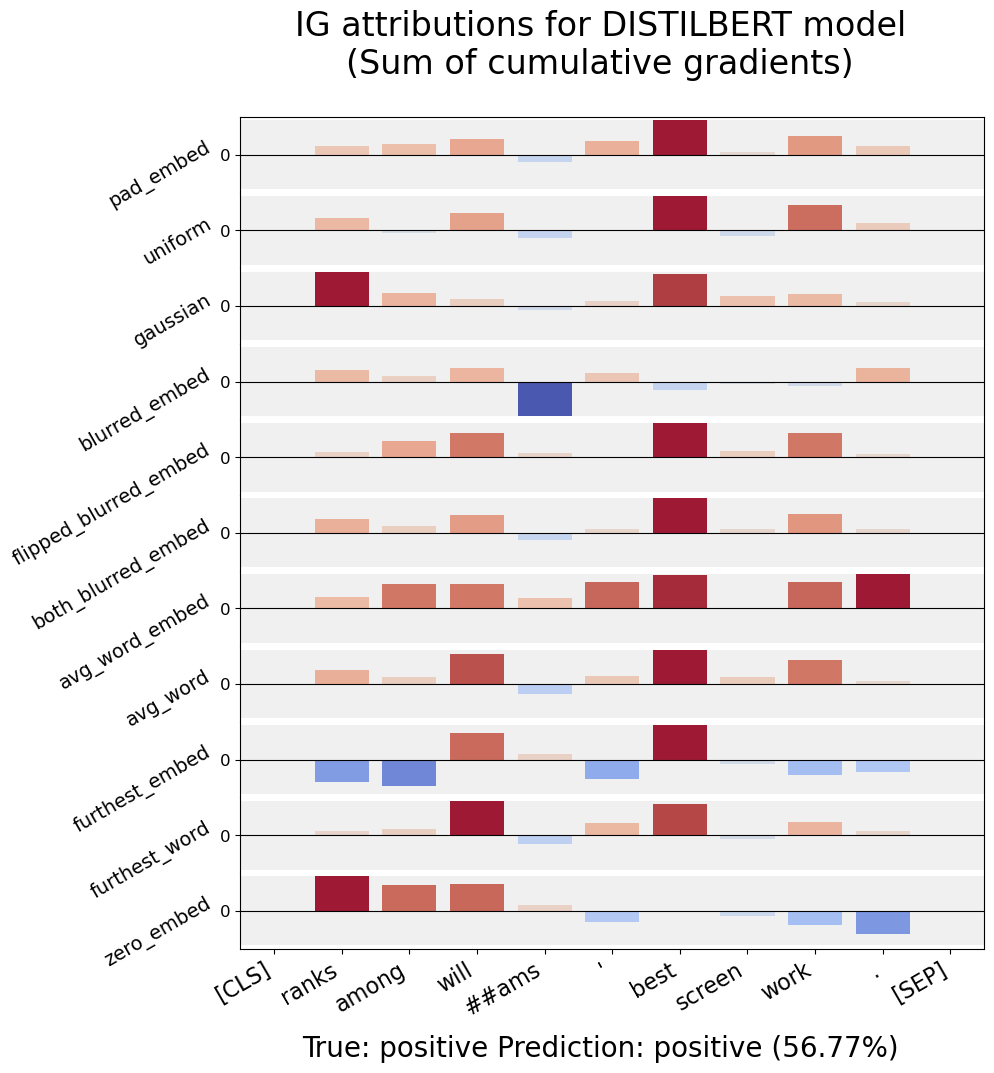 IG attributions for DISTILBERT model
(Sum of cumulative gradients)
pad_embed
0
uniform
0
gaussian
0
blurred_embed
0
flipped_blurred_embed
0
both_blurred_embed
0
avg_word_embed
0
avg_word
0
furthest_embed
0
furthest_word
0
zero_embed
0
[CLS]
ranks
among
will
##ams
'
best
screen
work
.
[SEP]
True: positive Prediction: positive (56.77%)